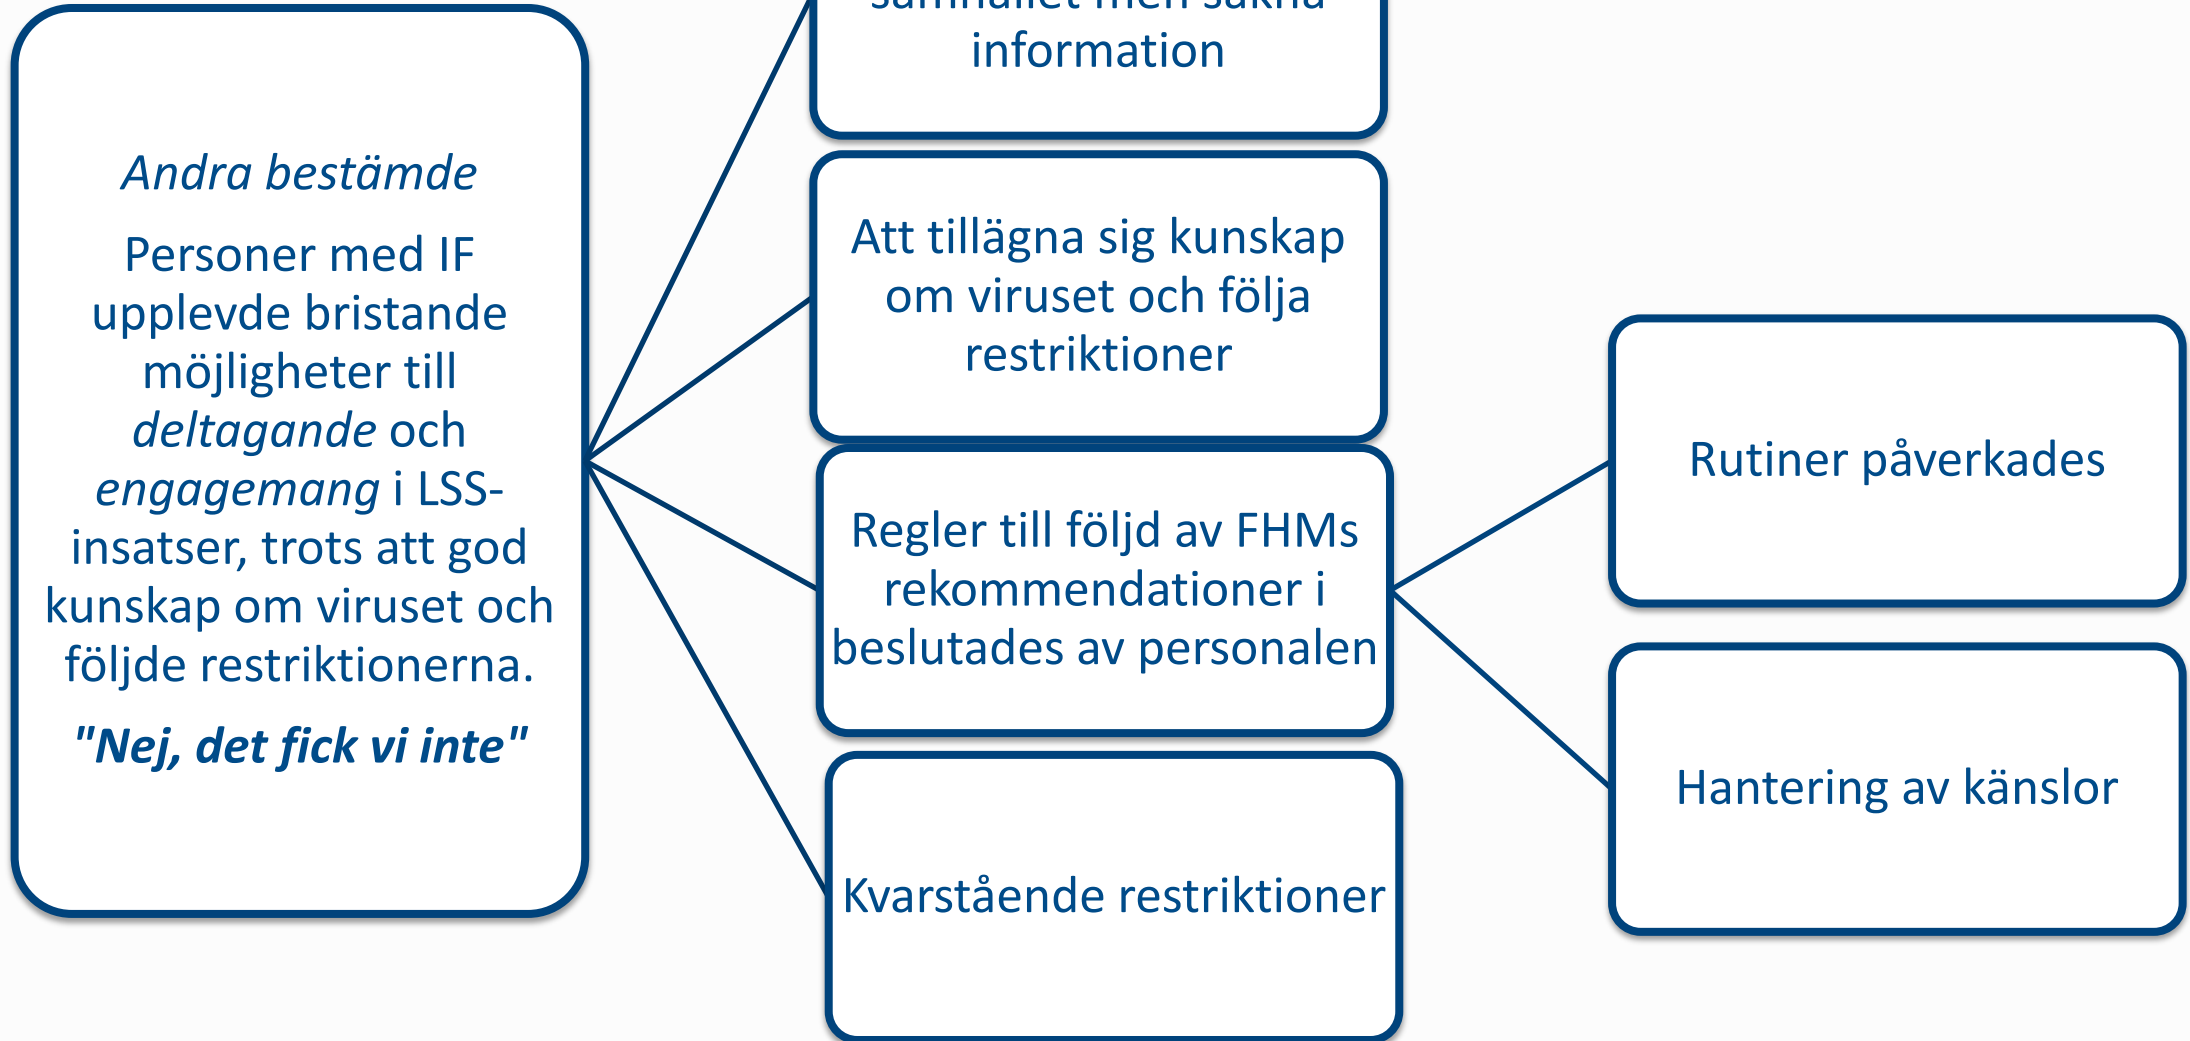 Andra bestämde
Personer med IF
upplevde bristande
möjligheter till
deltagande och
engagemang i LSS-
insatser, trots att god
kunskap om viruset och
följde restriktionerna.
"Nej, det fick vi inte"
information
Att tillägna sig kunskap
om viruset och följa
restriktioner
Regler till följd av FHMs
rekommendationer i
beslutades av personalen
Kvarstående restriktioner
Rutiner påverkades
Hantering av känslor